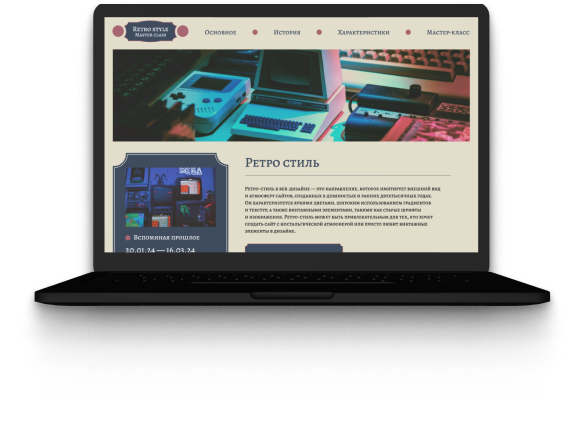 Retro style
Master class
Основное
История
Характеристики
Мастер-класс
SEGA
Ретро стиль
Ретро-стиль в веб-дизайне — это направление, которое имитирует внешний вид
и атмосферу сайтов, созданных в девяностых и ранних двухтысячных годах.
Он характеризуется яркими цветами, широким использованием градиентов
и текстур, а также винтажными элементами, такими как старые шрифты
и изображения. Ретро-стиль может быть привлекательным для тех, кто хочет
создать сайт с ностальгической атмосферой или просто любит винтажные
элементы в дизайне.
Вспоминая прошлое
20.01.24 — 16.03.24